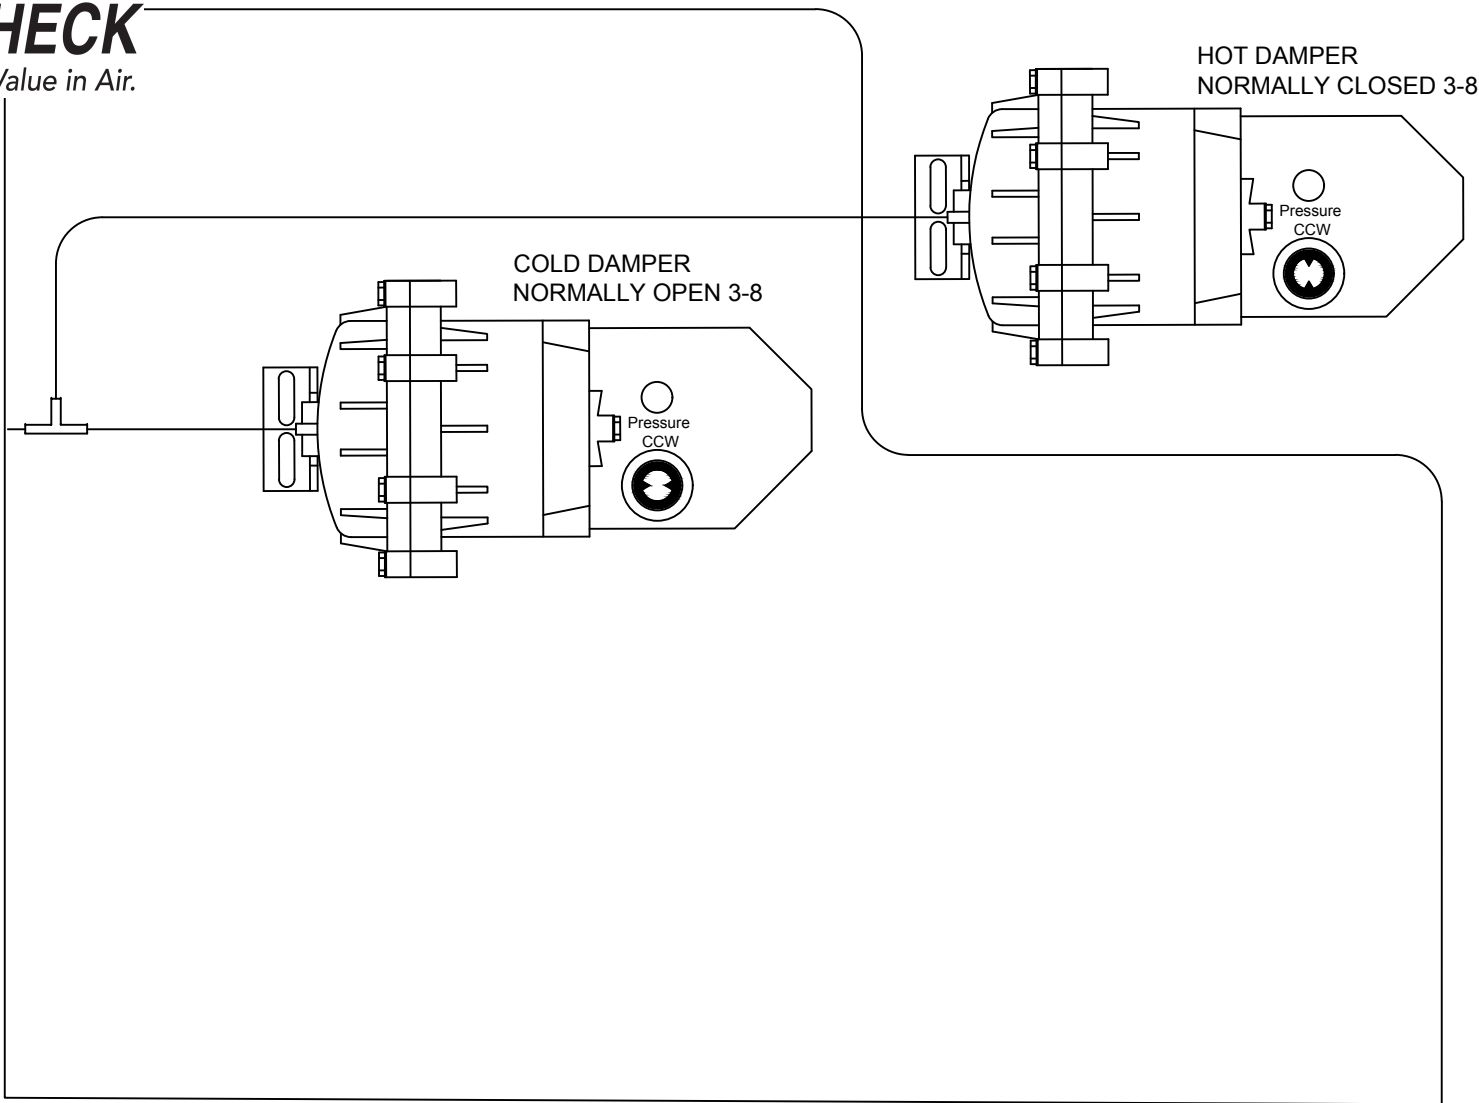 HECK
Value in Air.
HOT DAMPER
NORMALLY CLOSED 3-8
Pressure
CCW
COLD DAMPER
NORMALLY OPEN 3-8
Pressure
CCW